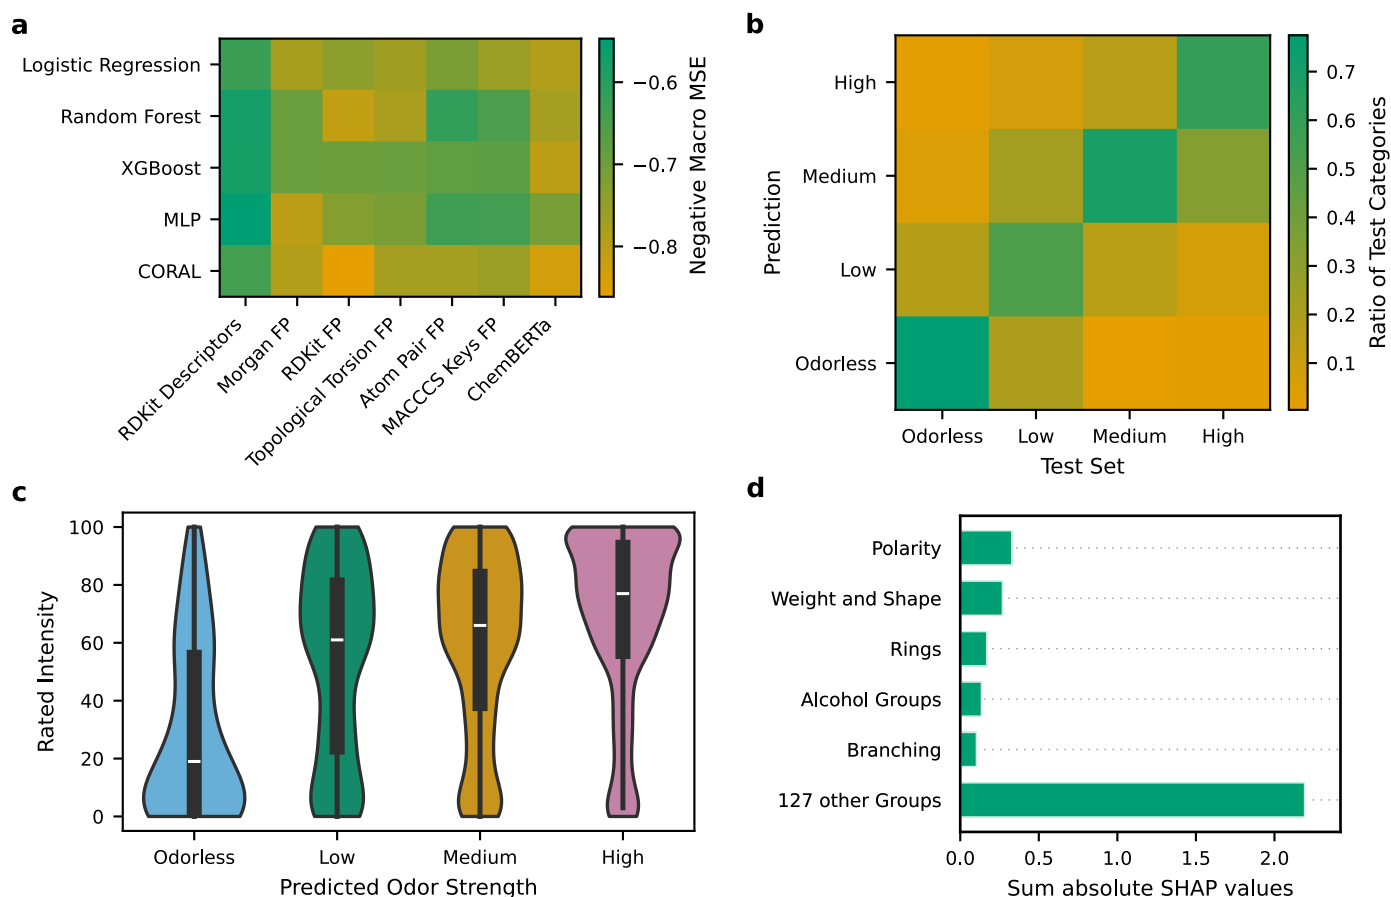 a
Logistic Regression
Random Forest
XGBoost
MLP
CORAL
RDKit Descriptors
Morgan FP
RDKit FP
Topological Torsion FP
Atom Pair FP
MACCCS Keys FP
ChemBERTa
−0.6
−0.7
−0.8
Negative Macro MSE
b
Prediction
High
Medium
Low
Odorless
Odorless
Low
Medium
High
Test Set
0.7
0.6
0.5
0.4
0.3
0.2
0.1
Ratio of Test Categories
c
Rated Intensity
100
80
60
40
20
0
Odorless
Low
Medium
High
Predicted Odor Strength
d
Polarity
Weight and Shape
Rings
Alcohol Groups
Branching
127 other Groups
0.0
0.5
1.0
1.5
2.0
Sum absolute SHAP values